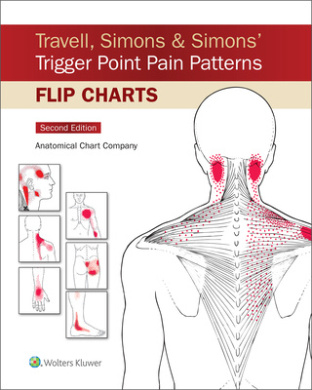 Travell, Simons & Simons’
Trigger Point Pain Patterns
FLIP CHARTS
Second Edition
Anatomical Chart Company
Wolters Kluwer